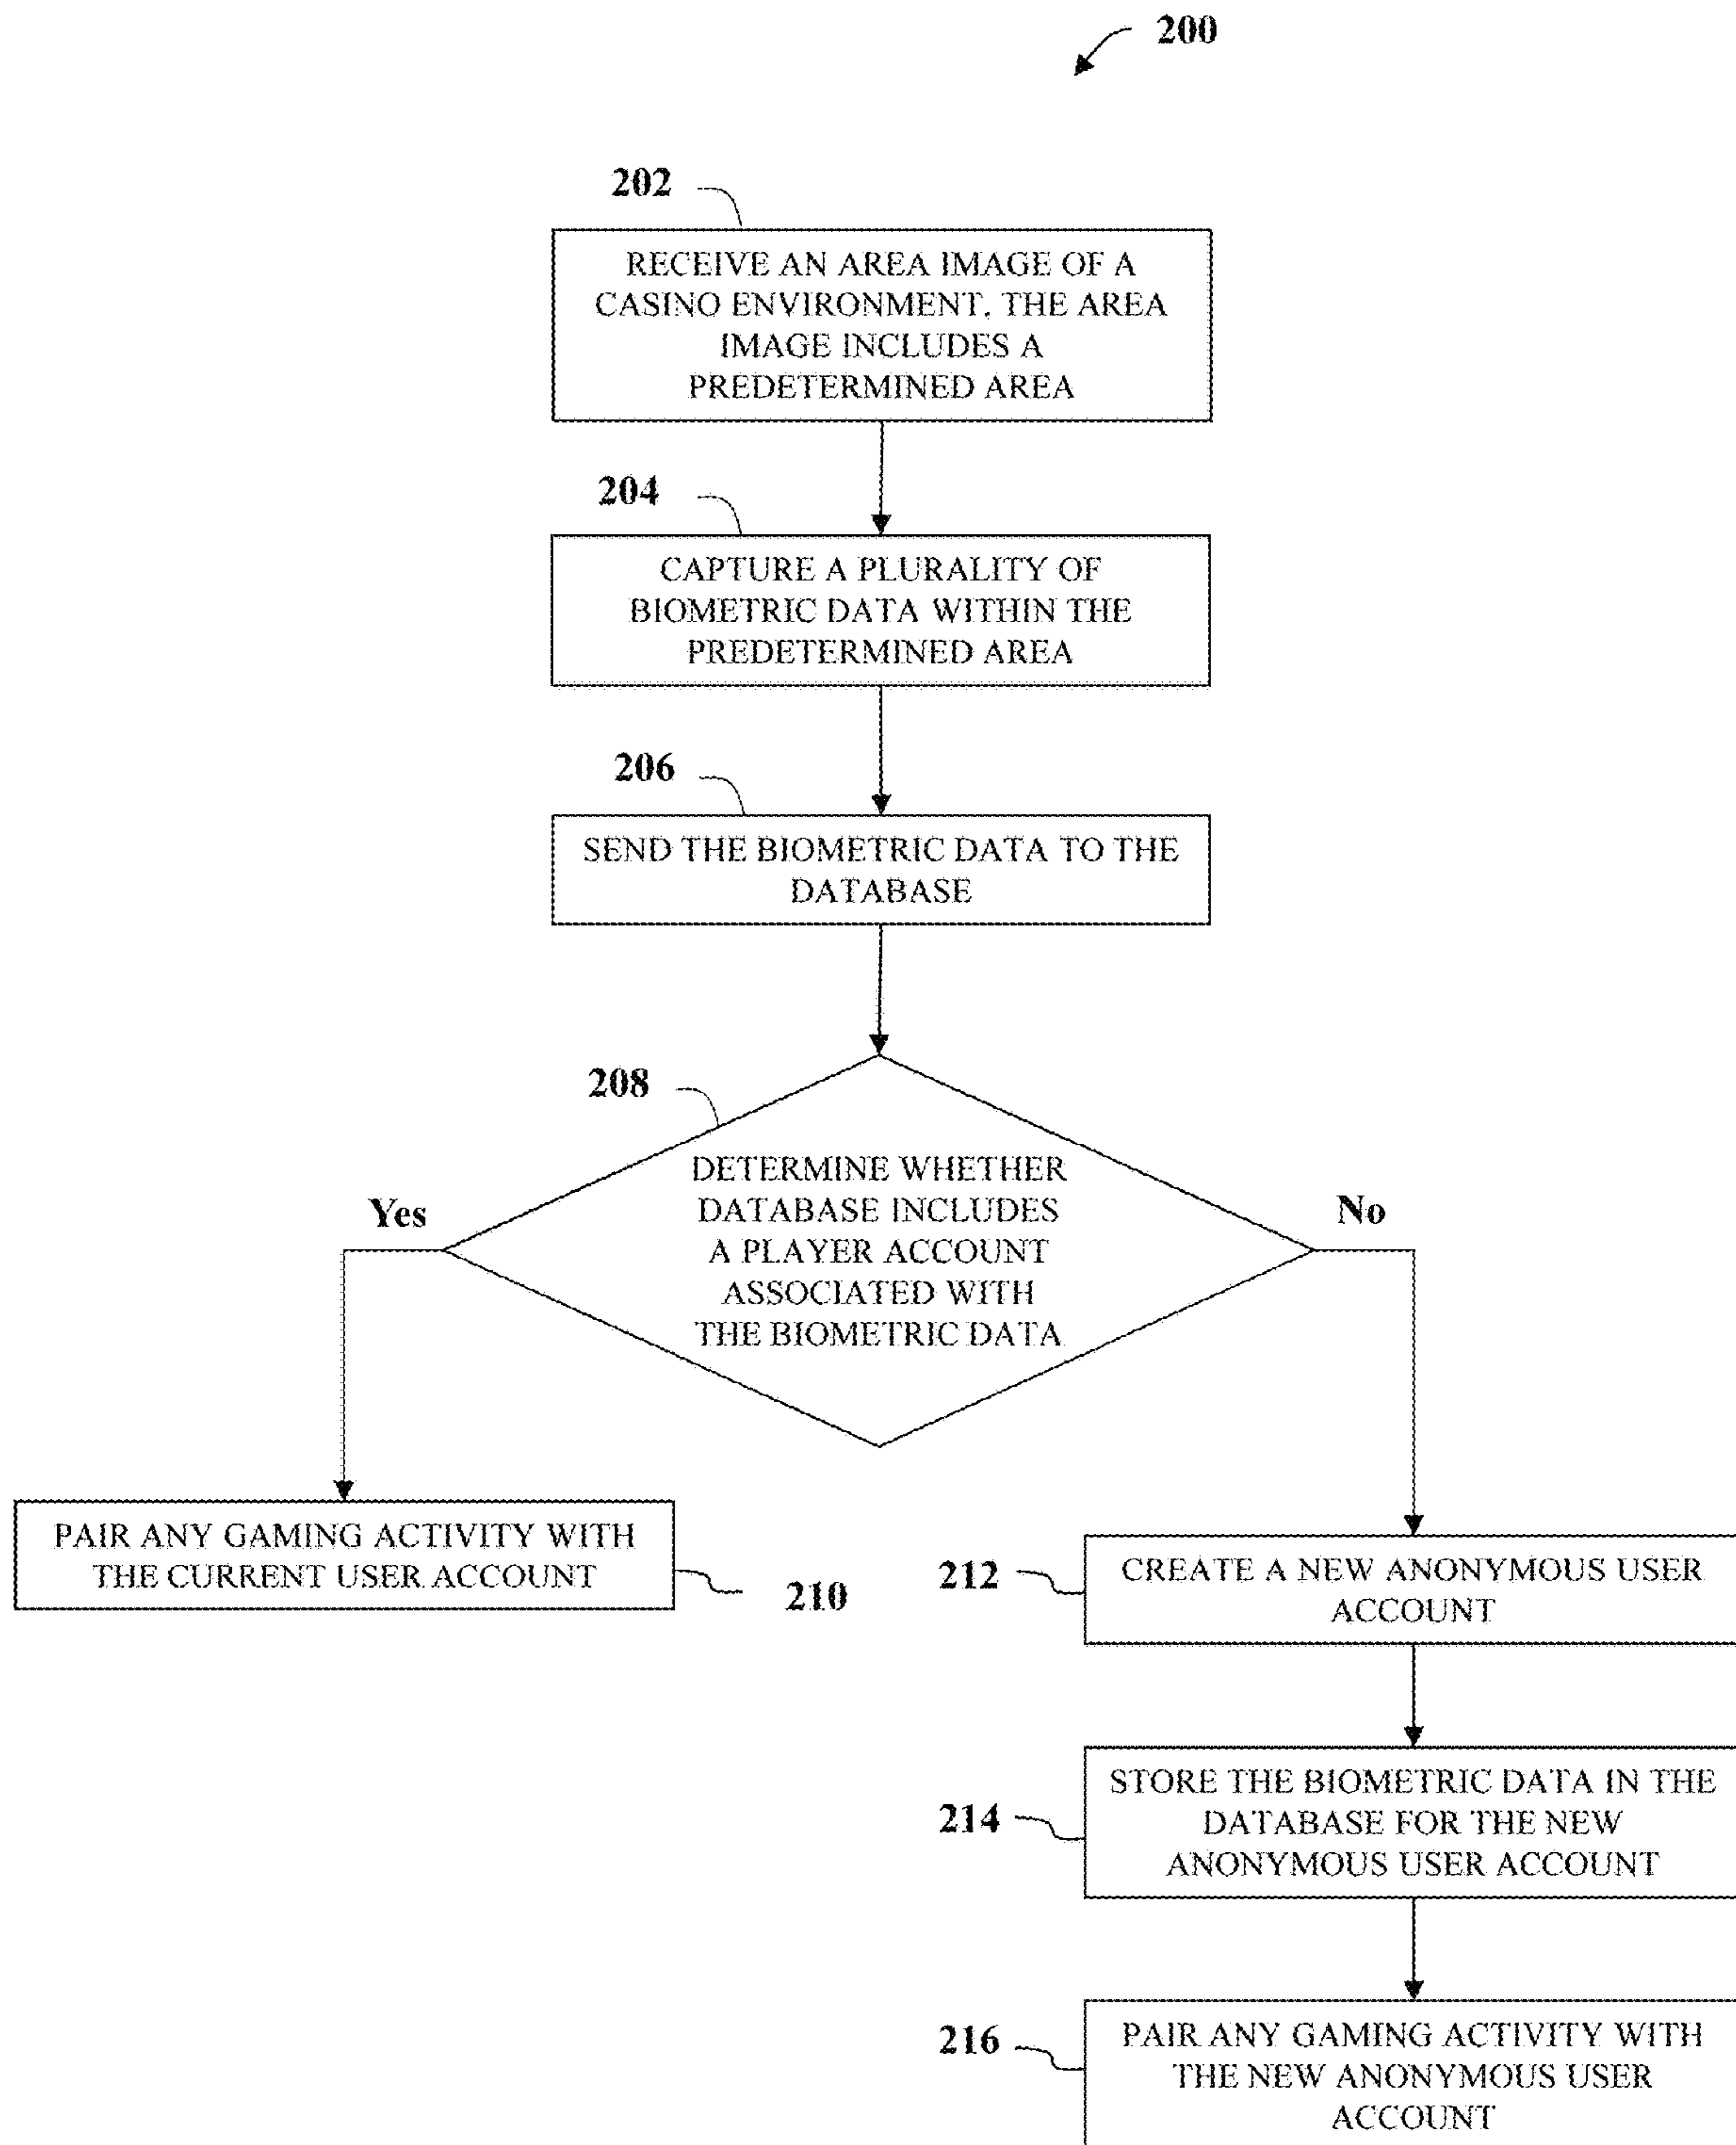 200
202
RECEIVE AN AREA IMAGE OF A
CASINO ENVIRONMENT, THE AREA
IMAGE INCLUDES A
PREDETERMINED AREA
204
CAPTURE A PLURALITY OF
BIOMETRIC DATA WITHIN THE
PREDETERMINED AREA
206
SEND THE BIOMETRIC DATA TO THE
DATABASE
208
DETERMINE WHETHER
DATABASE INCLUDES
A PLAYER ACCOUNT
ASSOCIATED WITH
THE BIOMETRIC DATA
Yes
No
PAIR ANY GAMING ACTIVITY WITH
THE CURRENT USER ACCOUNT
210
212
CREATE A NEW ANONYMOUS USER
ACCOUNT
214
STORE THE BIOMETRIC DATA IN THE
DATABASE FOR THE NEW
ANONYMOUS USER ACCOUNT
216
PAIR ANY GAMING ACTIVITY WITH
THE NEW ANONYMOUS USER
ACCOUNT